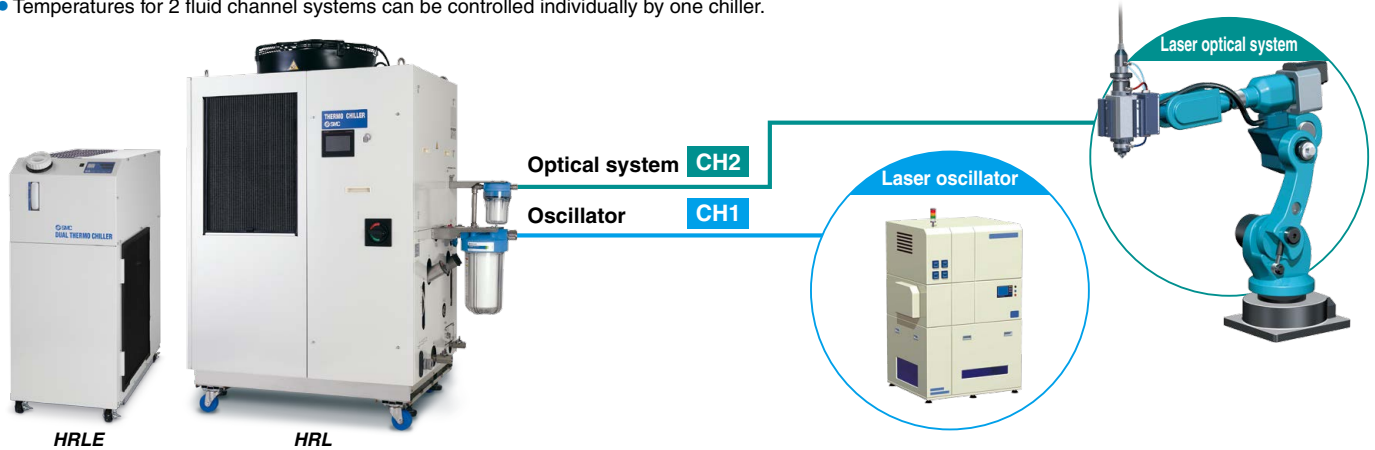 • Temperatures for 2 fluid channel systems can be controlled individually by one chiller.
Laser optical system
THERMO CHILLER
SMC
Optical system CH2
Laser oscillator
Oscillator CH1
SMC
DUAL THERMO CHILLER
HRLE
HRL